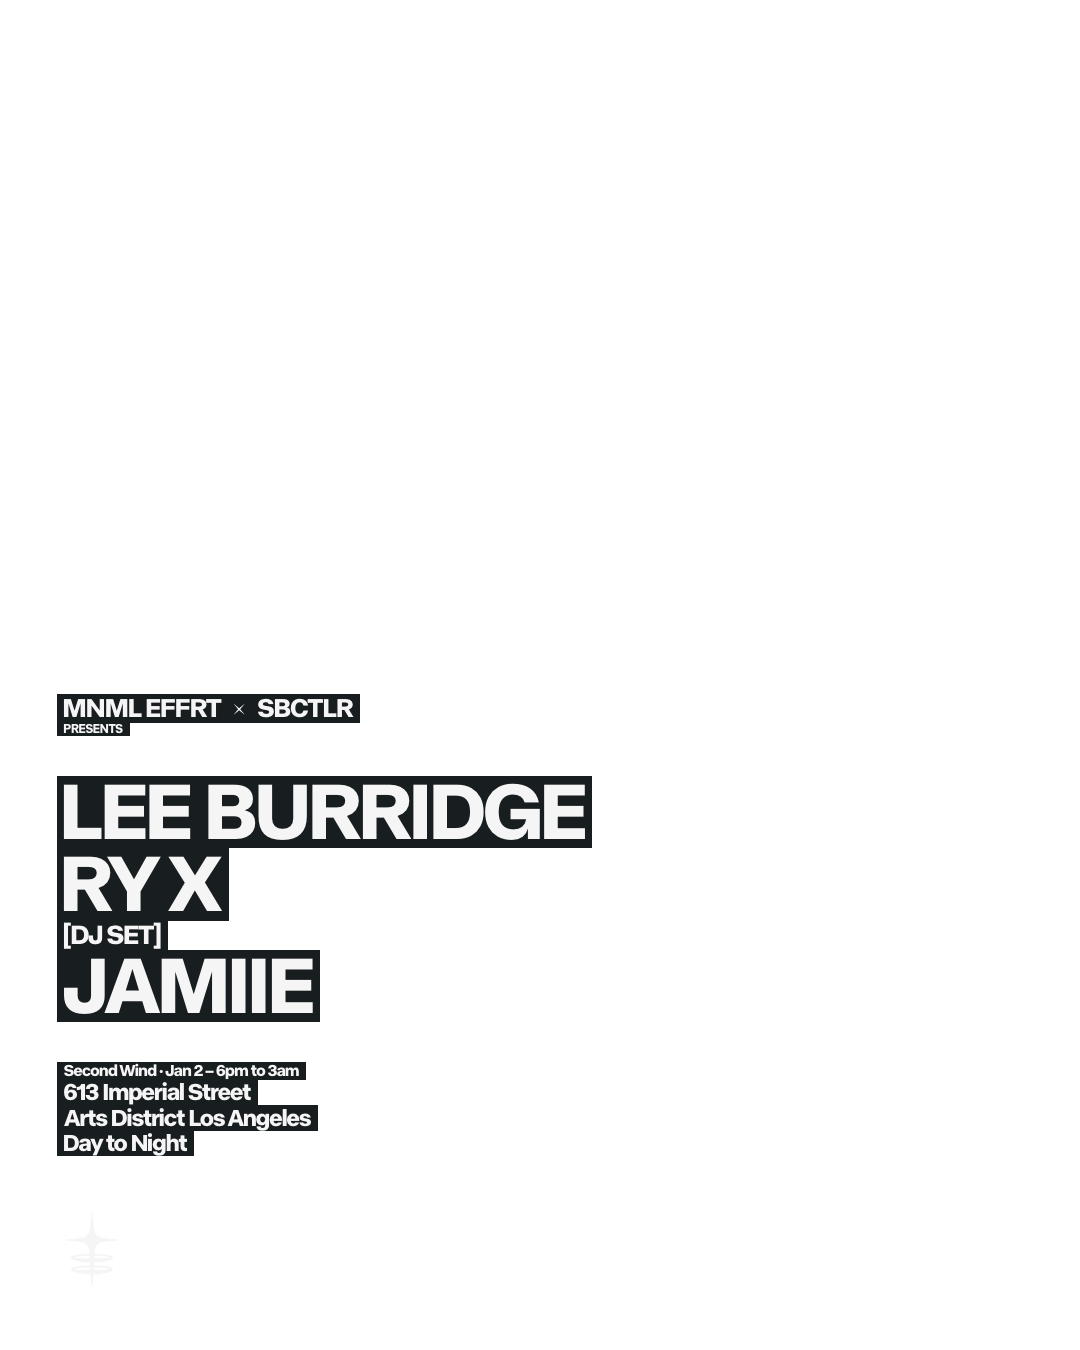 MNML EFFRT × SBCTLR
PRESENTS
LEE BURRIDGE
RY X
[DJ SET]
JAMIIE
Second Wind · Jan 2 – 6pm to 3am
613 Imperial Street
Arts District Los Angeles
Day to Night